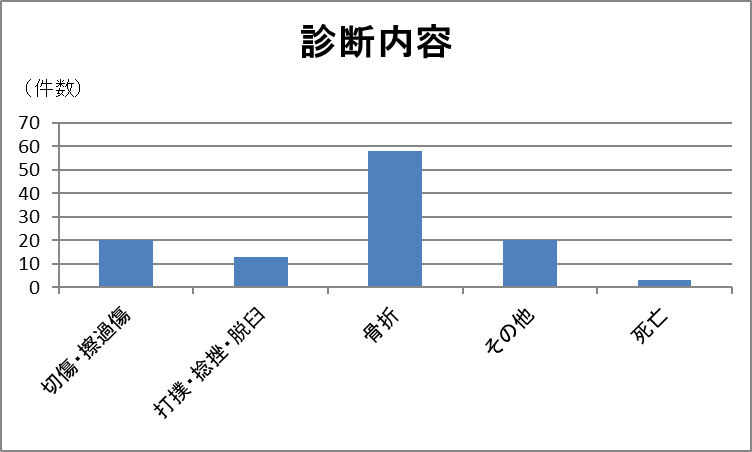 診断内容
（件数）
70
60
50
40
30
20
10
0
切傷・擦過傷
打撲・捻挫・脱臼
骨折
その他
死亡